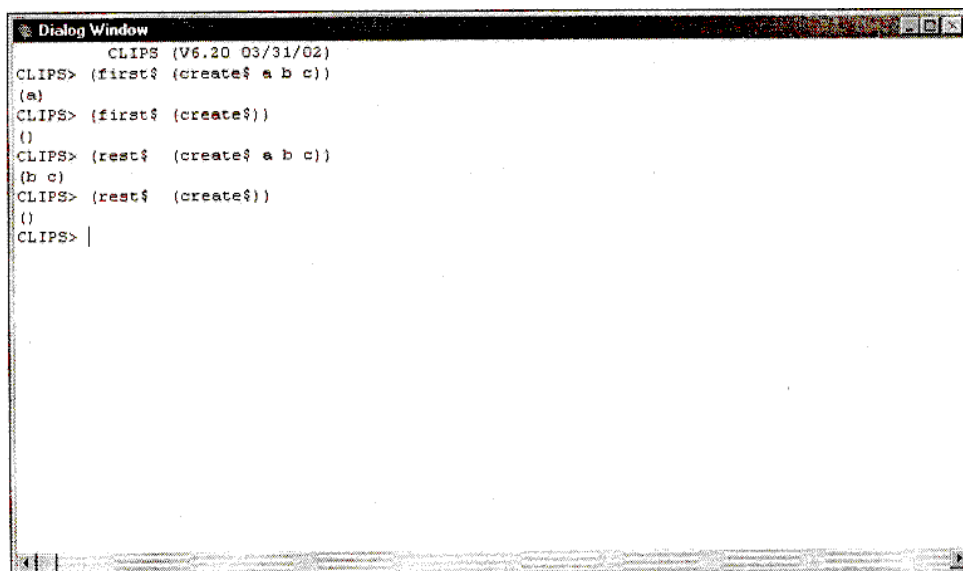 Dialog Window
CLIPS (V6.20 03/31/02)
CLIPS> (first$ (create$ a b c))
(a)
CLIPS> (first$ (create$))
()
CLIPS> (rest$  (create$ a b c))
(b c)
CLIPS> (rest$  (create$))
()
CLIPS>